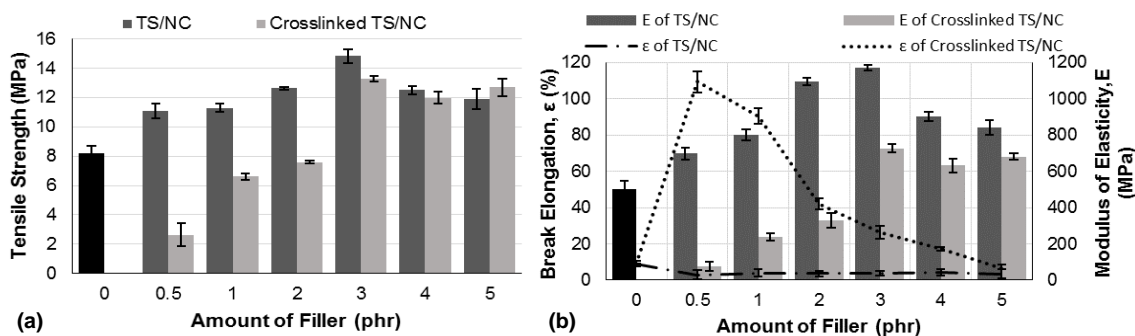 TS/NC
Crosslinked TS/NC
Tensile Strength (MPa)
16
14
12
10
8
6
4
2
0
0 0.5 1 2 3 4 5
(a)
Amount of Filler (phr)
E of TS/NC
E of Crosslinked TS/NC
ε of TS/NC
ε of Crosslinked TS/NC
Break Elongation, ε (%)
120
100
80
60
40
20
0
1200
1000
800
600
400
200
0
Modulus of Elasticity,E
(MPa)
0 0.5 1 2 3 4 5
(b)
Amount of Filler (phr)